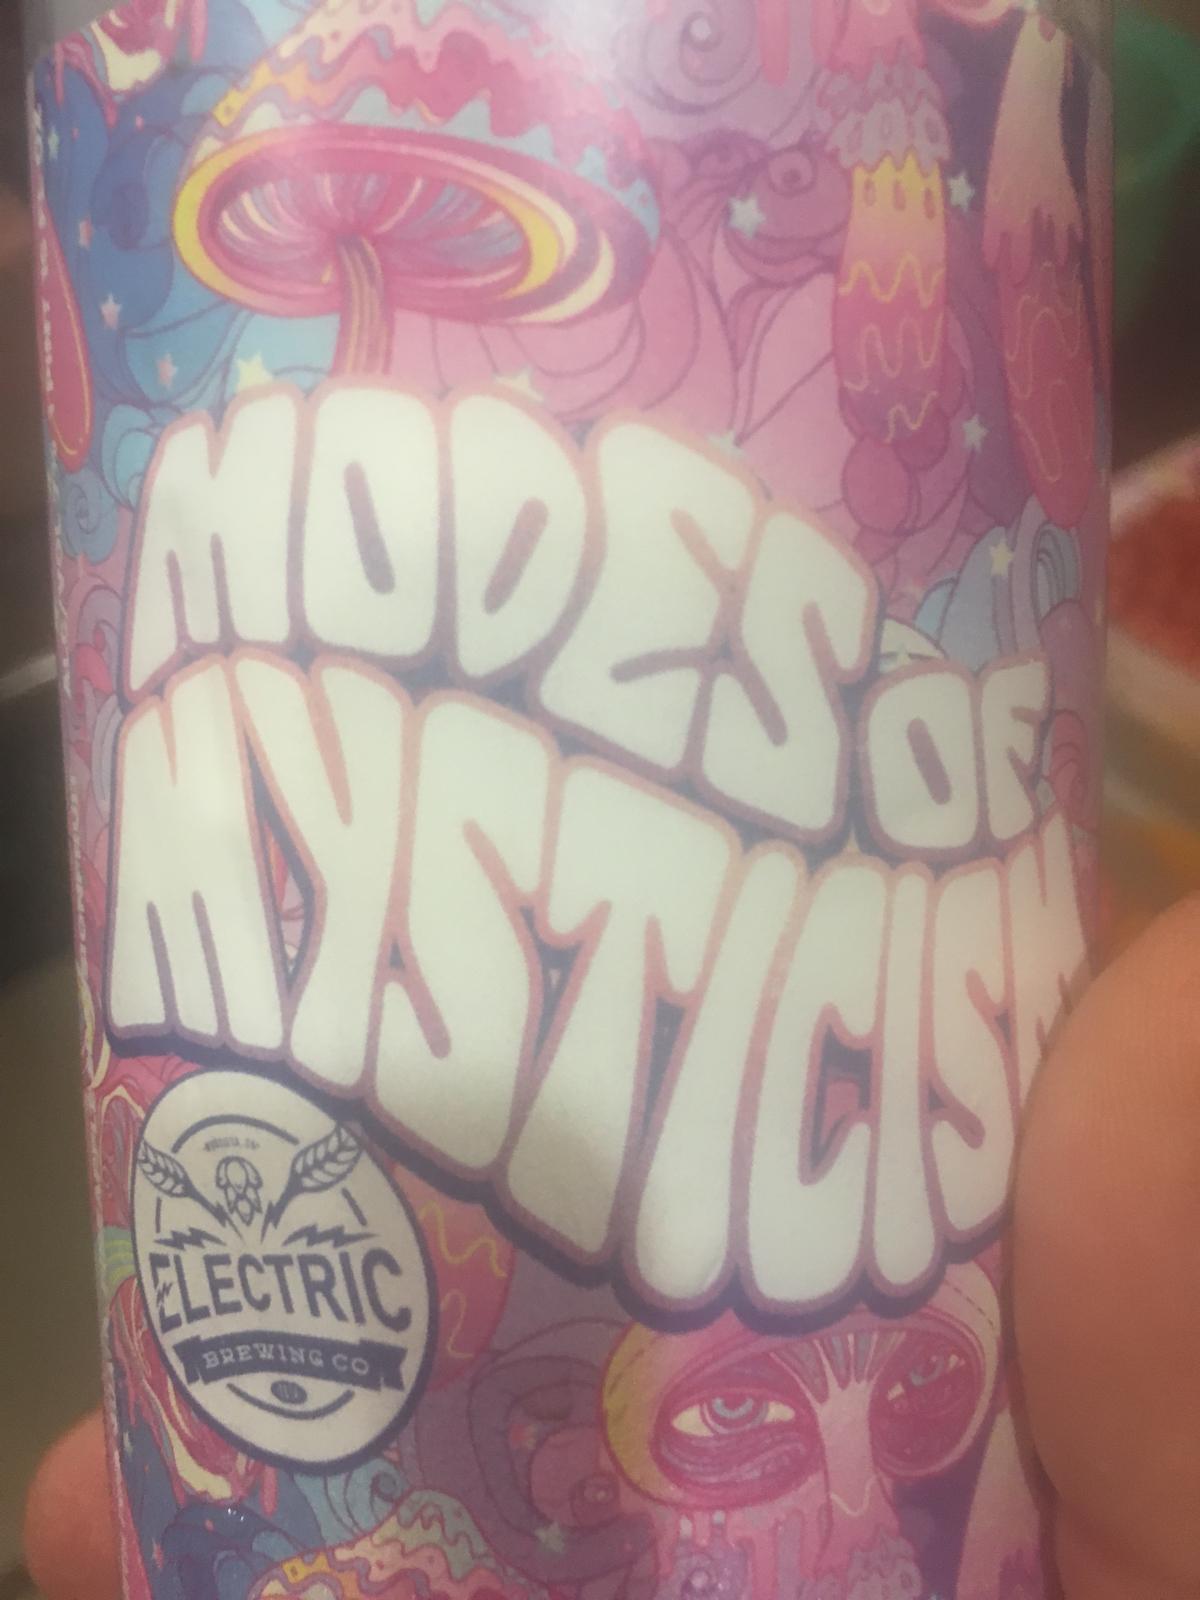 MODES
OF
MYSTICISM
ELECTRIC
BREWING CO